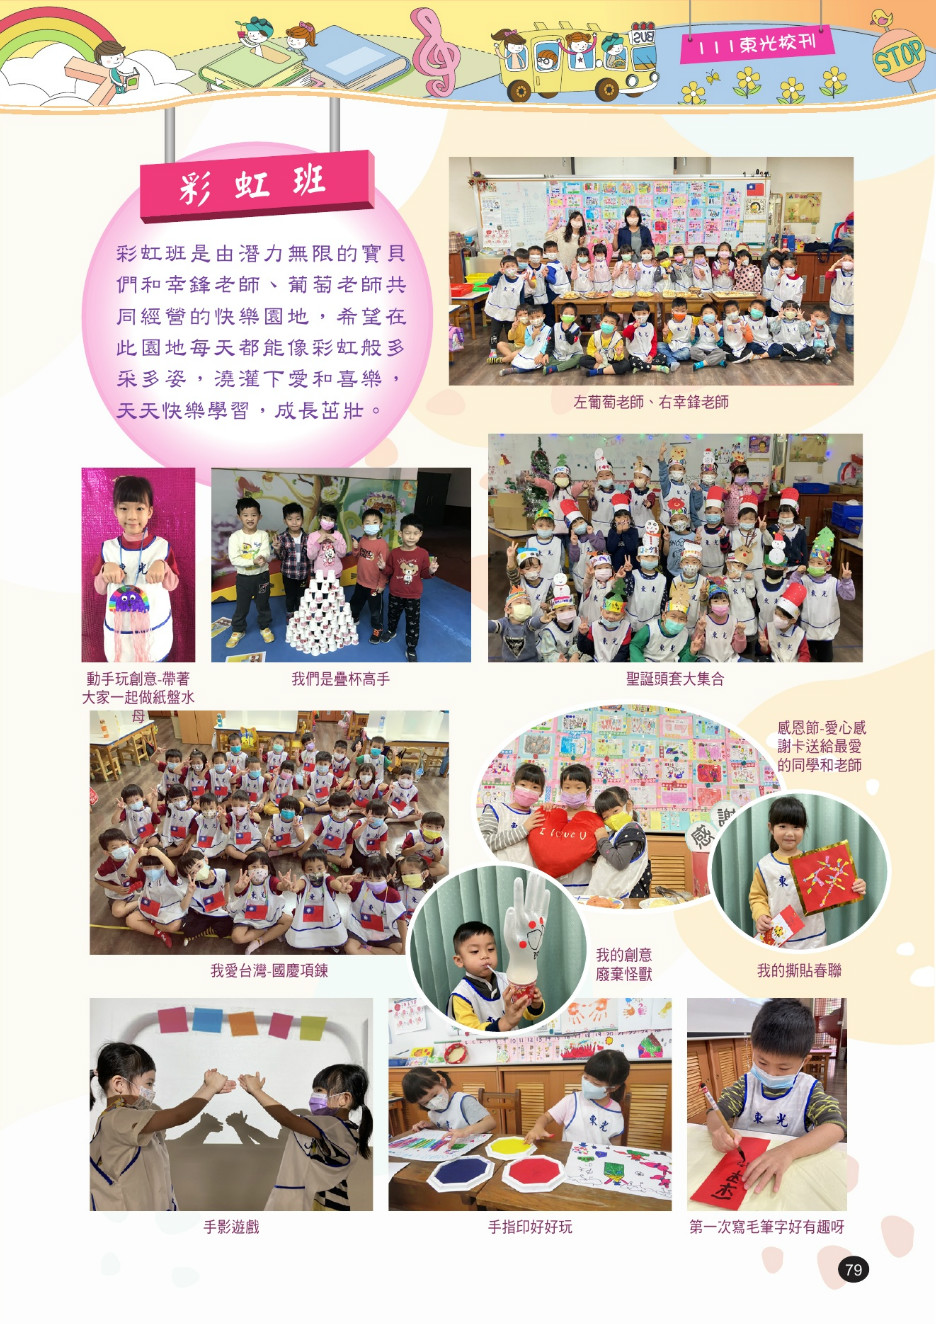 111東光校刊
STOP
BUS
彩虹班
彩虹班是由潛力無限的寶貝
們和幸鋒老師、葡萄老師共
同經營的快樂園地，希望在
此園地每天都能像彩虹般多
采多姿，澆灌下愛和喜樂，
天天快樂學習，成長茁壯。
左葡萄老師、右幸鋒老師
動手玩創意-帶著
大家一起做紙盤水
母
我們是疊杯高手
聖誕頭套大集合
感恩節-愛心感
謝卡送給最愛
的同學和老師
I love U
感謝
我愛台灣-國慶項鍊
我的創意
廢棄怪獸
我的撕貼春聯
東光
手影遊戲
手指印好好玩
第一次寫毛筆字好有趣呀
79